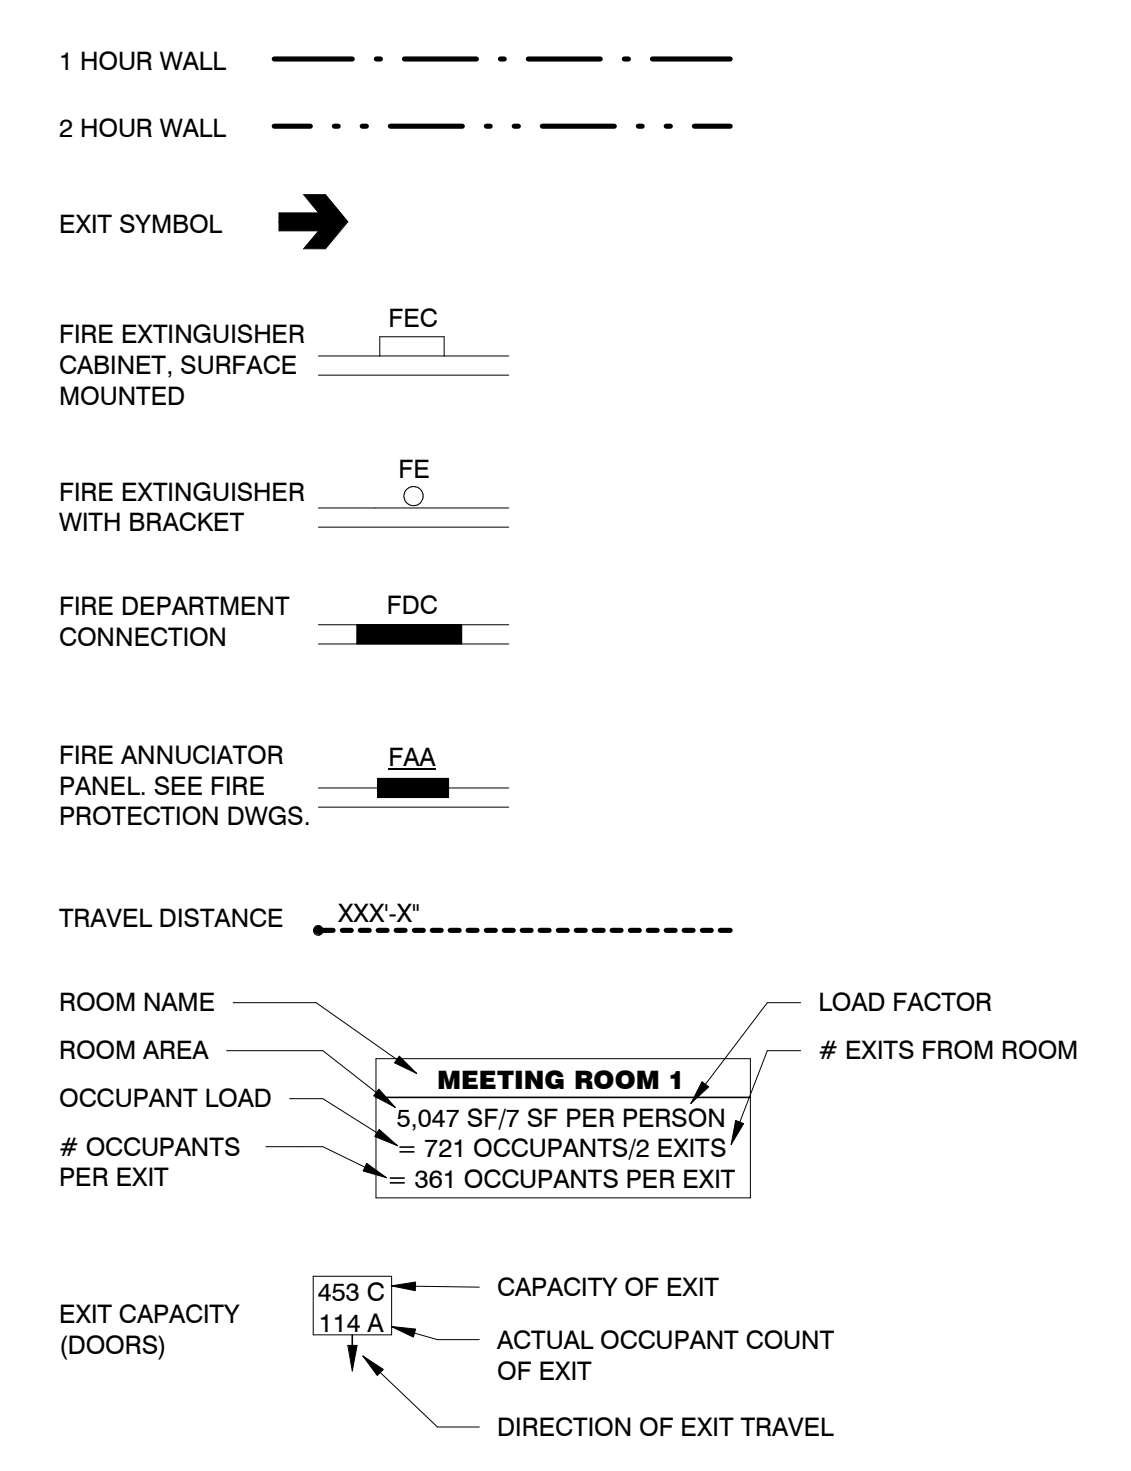 1 HOUR WALL
2 HOUR WALL
EXIT SYMBOL
FIRE EXTINGUISHER
CABINET, SURFACE
MOUNTED
FEC
FIRE EXTINGUISHER
WITH BRACKET
FE
FIRE DEPARTMENT
CONNECTION
FDC
FIRE ANNUCIATOR
PANEL. SEE FIRE
PROTECTION DWGS.
FAA
TRAVEL DISTANCE
XXX'-X"
ROOM NAME
ROOM AREA
OCCUPANT LOAD
# OCCUPANTS
PER EXIT
MEETING ROOM 1
5,047 SF/7 SF PER PERSON
= 721 OCCUPANTS/2 EXITS
= 361 OCCUPANTS PER EXIT
LOAD FACTOR
# EXITS FROM ROOM
EXIT CAPACITY
(DOORS)
453 C
114 A
CAPACITY OF EXIT
ACTUAL OCCUPANT COUNT
OF EXIT
DIRECTION OF EXIT TRAVEL